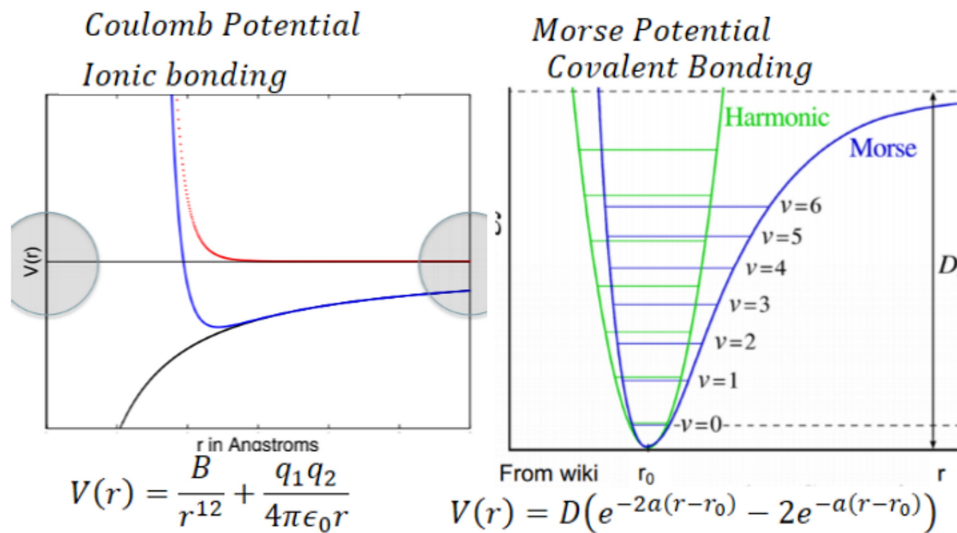 Coulomb Potential
Ionic bonding
V(r)
r in Angstroms
V(r) = B/r^12 + q₁q₂/4πϵ₀r
Morse Potential
Covalent Bonding
Harmonic
Morse
v=6
v=5
v=4
v=3
v=2
v=1
v=0
D
From wiki
r₀
r
V(r) = D(e^{-2a(r-r₀)} − 2e^{-a(r-r₀)})